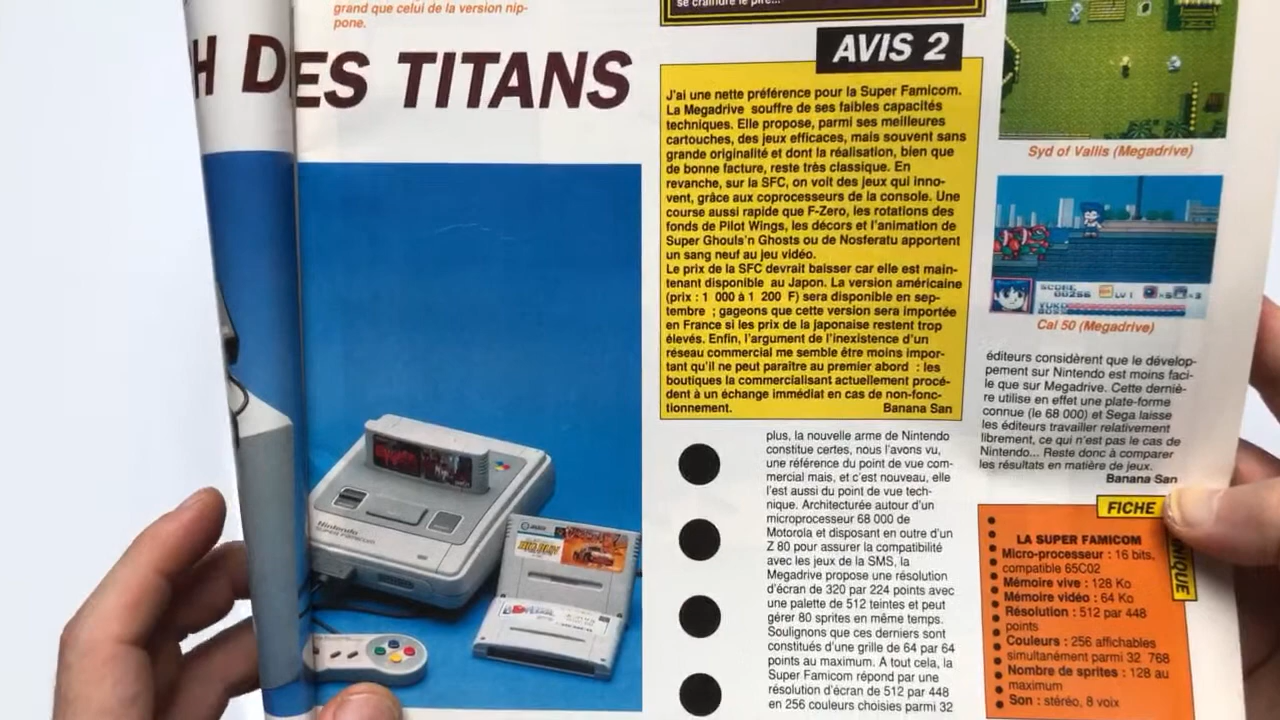 grand que celui de la version nip-
pone.
H DES TITANS
Nintendo
SUPER FAMICOM
se craindre le pire...
AVIS 2
J'ai une nette préférence pour la Super Famicom.
La Megadrive souffre de ses faibles capacités
techniques. Elle propose, parmi ses meilleures
cartouches, des jeux efficaces, mais souvent sans
grande originalité et dont la réalisation, bien que
de bonne facture, reste très classique. En
revanche, sur la SFC, on voit des jeux qui inno-
vent, grâce aux coprocesseurs de la console. Une
course aussi rapide que F-Zero, les rotations des
fonds de Pilot Wings, les décors et l'animation de
Super Ghouls'n Ghosts ou de Nosferatu apportent
un sang neuf au jeu vidéo.
Le prix de la SFC devrait baisser car elle est main-
tenant disponible au Japon. La version américaine
(prix : 1 000 à 1 200 F) sera disponible en sep-
tembre ; gageons que cette version sera importée
en France si les prix de la japonaise restent trop
élevés. Enfin, l'argument de l'inexistence d'un
réseau commercial me semble être moins impor-
tant qu'il ne peut paraître au premier abord : les
boutiques la commercialisant actuellement procè-
dent à un échange immédiat en cas de non-fonc-
tionnement. Banana San
plus, la nouvelle arme de Nintendo
constitue certes, nous l'avons vu,
une référence du point de vue com-
mercial mais, et c'est nouveau, elle
l'est aussi du point de vue tech-
nique. Architecturée autour d'un
microprocesseur 68 000 de
Motorola et disposant en outre d'un
Z 80 pour assurer la compatibilité
avec les jeux de la SMS, la
Megadrive propose une résolution
d'écran de 320 par 224 points avec
une palette de 512 teintes et peut
gérer 80 sprites en même temps.
Soulignons que ces derniers sont
constitués d'une grille de 64 par 64
points au maximum. A tout cela, la
Super Famicom répond par une
résolution d'écran de 512 par 448
en 256 couleurs choisies parmi 32
Syd of Vallis (Megadrive)
SCORE
00256
LV 1
YUKO
Cal 50 (Megadrive)
éditeurs considèrent que le dévelop-
pement sur Nintendo est moins faci-
le que sur Megadrive. Cette derniè-
re utilise en effet une plate-forme
connue (le 68 000) et Sega laisse
les éditeurs travailler relativement
librement, ce qui n'est pas le cas de
Nintendo... Reste donc à comparer
les résultats en matière de jeux.
Banana San
FICHE
NIQUE
LA SUPER FAMICOM
Micro-processeur : 16 bits,
compatible 65C02
Mémoire vive : 128 Ko
Mémoire vidéo : 64 Ko
Résolution : 512 par 448
points
Couleurs : 256 affichables
simultanément parmi 32 768
Nombre de sprites : 128 au
maximum
Son : stéréo, 8 voix